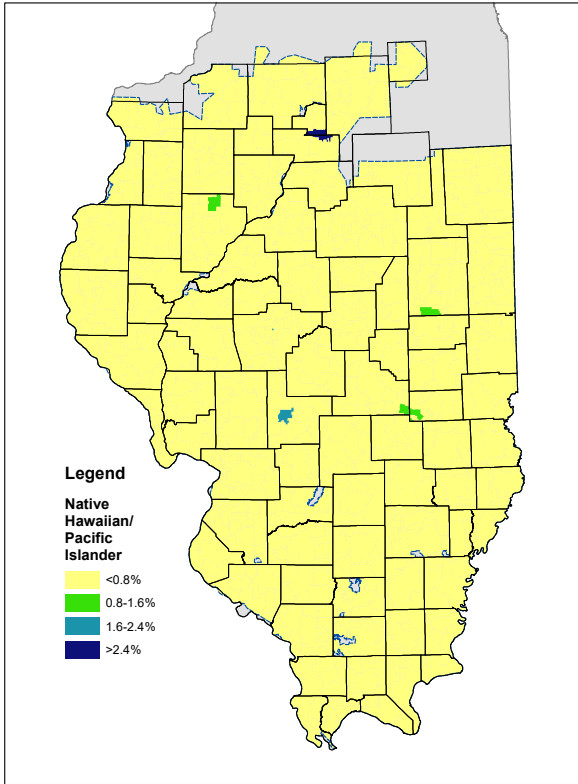 Legend
Native
Hawaiian/
Pacific
Islander
<0.8%
0.8-1.6%
1.6-2.4%
>2.4%